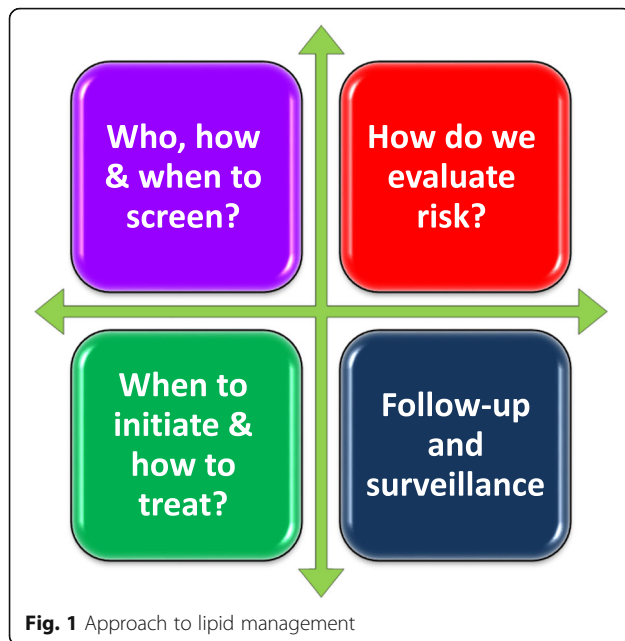 Who, how
& when to
screen?
How do we
evaluate
risk?
When to
initiate &
how to
treat?
Follow-up
and
surveillance
Fig. 1 Approach to lipid management